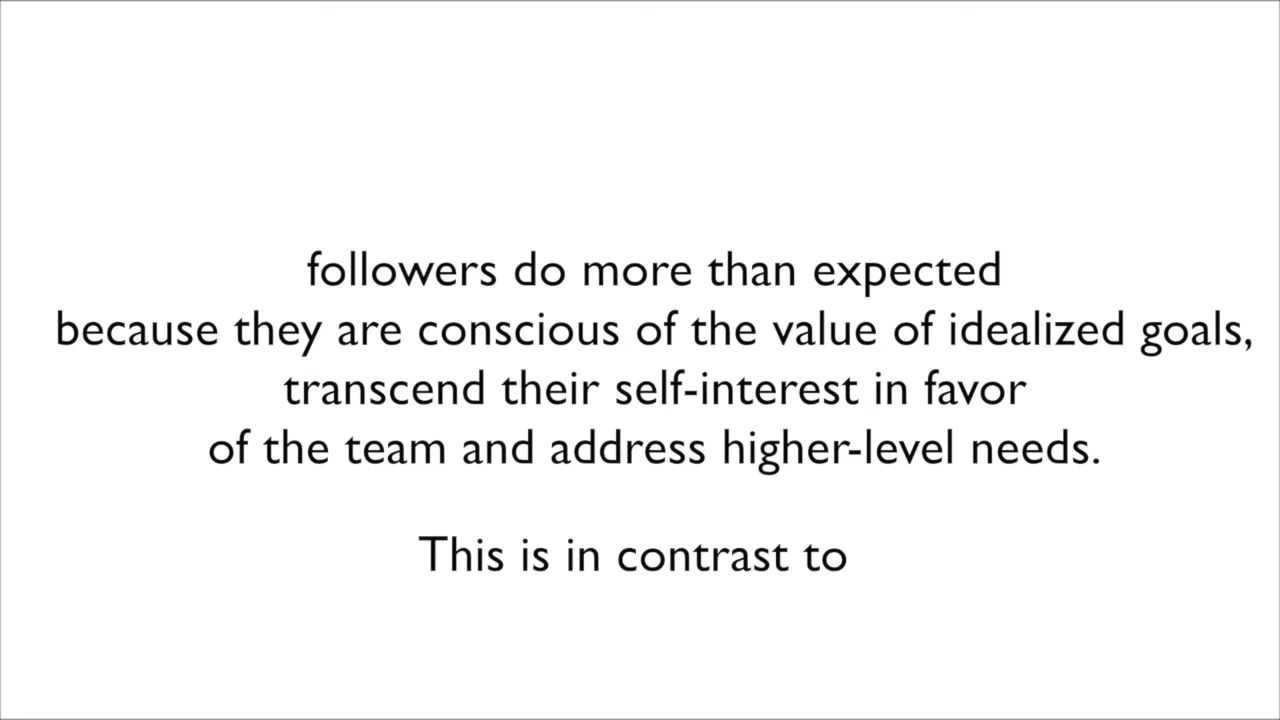 followers do more than expected
because they are conscious of the value of idealized goals,
transcend their self-interest in favor
of the team and address higher-level needs.
This is in contrast to